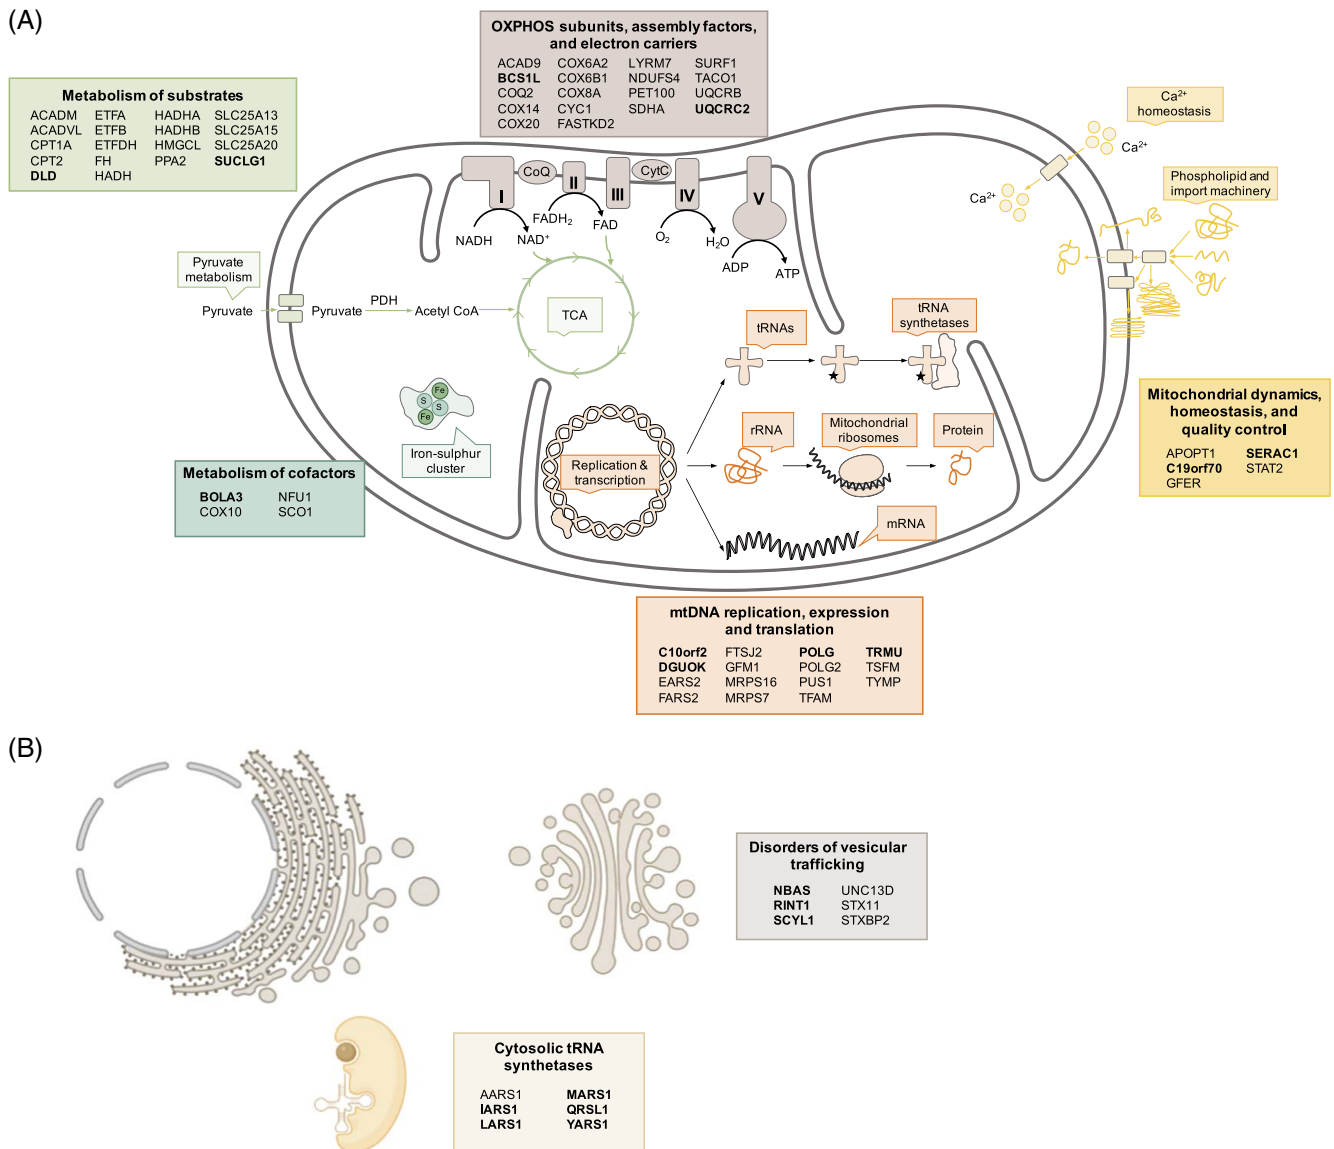 (A)
OXPHOS subunits, assembly factors,
and electron carriers
ACAD9 COX6A2 LYRM7 SURF1
BCS1L COX6B1 NDUFS4 TACO1
COQ2 COX8A PET100 UQCRB
COX14 CYC1 SDHA UQCRC2
COX20 FASTKD2
Metabolism of substrates
ACADM ETFA HADHA SLC25A13
ACADVL ETFB HADHB SLC25A15
CPT1A ETFDH HMGCL SLC25A20
CPT2 FH PPA2 SUCLG1
DLD HADH
Ca²⁺
homeostasis
Ca²⁺
Ca²⁺
Phospholipid and
import machinery
I CoQ II III CytC IV V
NADH NAD⁺ FADH₂ FAD O₂ H₂O ADP ATP
Pyruvate
metabolism
Pyruvate Pyruvate PDH Acetyl CoA
TCA
tRNAs
tRNA
synthetases
Fe
S
S
Fe
Iron-sulphur
cluster
Replication &
transcription
rRNA
Mitochondrial
ribosomes
Protein
mRNA
Metabolism of cofactors
BOLA3 NFU1
COX10 SCO1
Mitochondrial dynamics,
homeostasis, and
quality control
APOPT1 SERAC1
C19orf70 STAT2
GFER
mtDNA replication, expression
and translation
C10orf2 FTSJ2 POLG TRMU
DGUOK GFM1 POLG2 TSFM
EARS2 MRPS16 PUS1 TYMP
FARS2 MRPS7 TFAM
(B)
Disorders of vesicular
trafficking
NBAS UNC13D
RINT1 STX11
SCYL1 STXBP2
Cytosolic tRNA
synthetases
AARS1 MARS1
IARS1 QRSL1
LARS1 YARS1